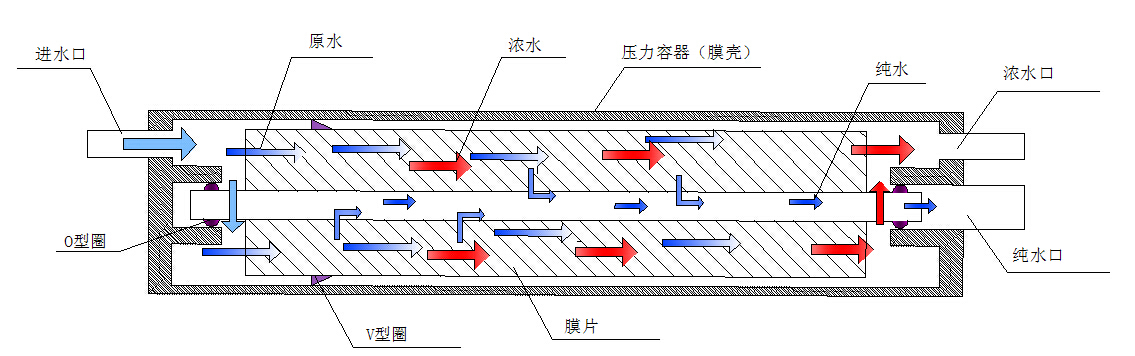 进水口
原水
浓水
压力容器（膜壳）
纯水
浓水口
O型圈
V型圈
膜片
纯水口